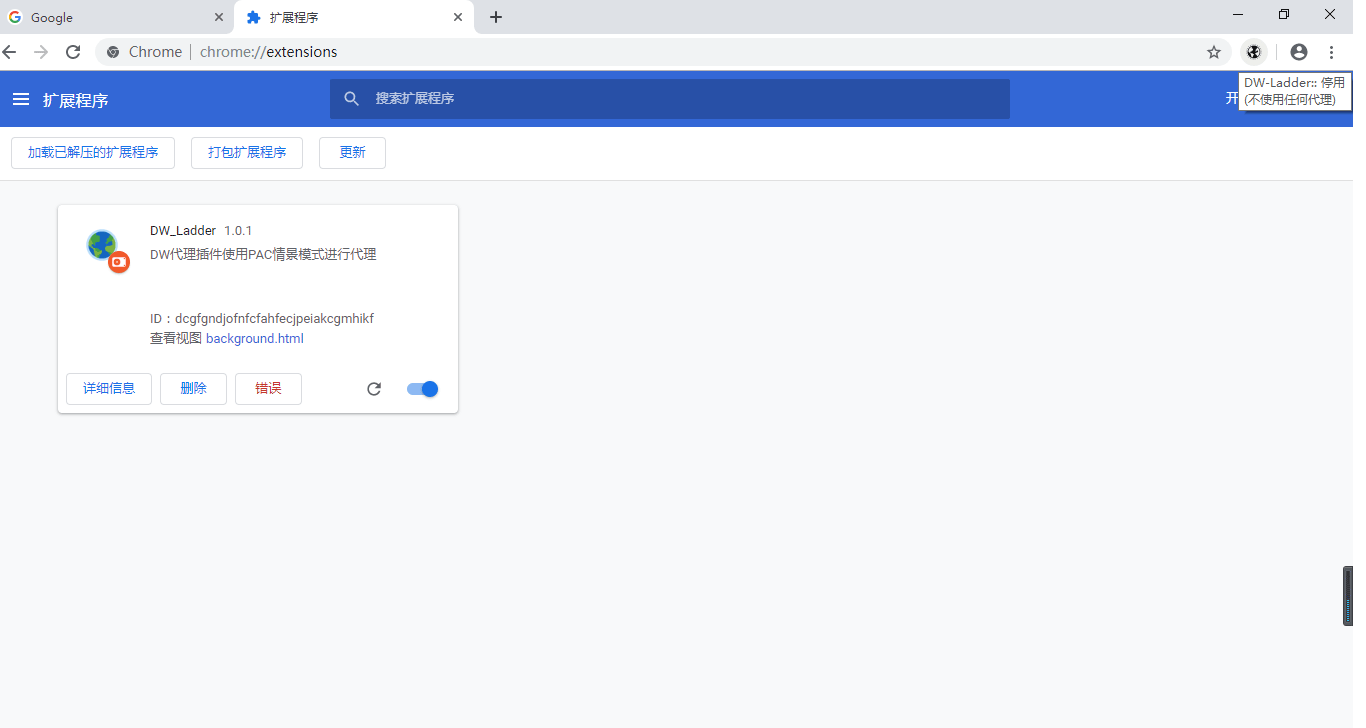 Google
扩展程序
Chrome
chrome://extensions
DW-Ladder:: 停用
(不使用任何代理)
扩展程序
搜索扩展程序
开
加载已解压的扩展程序
打包扩展程序
更新
DW_Ladder 1.0.1
DW代理插件使用PAC情景模式进行代理
ID：dcgfgndjofnfcfahfecjpeiakcgmhikf
查看视图 background.html
详细信息
删除
错误